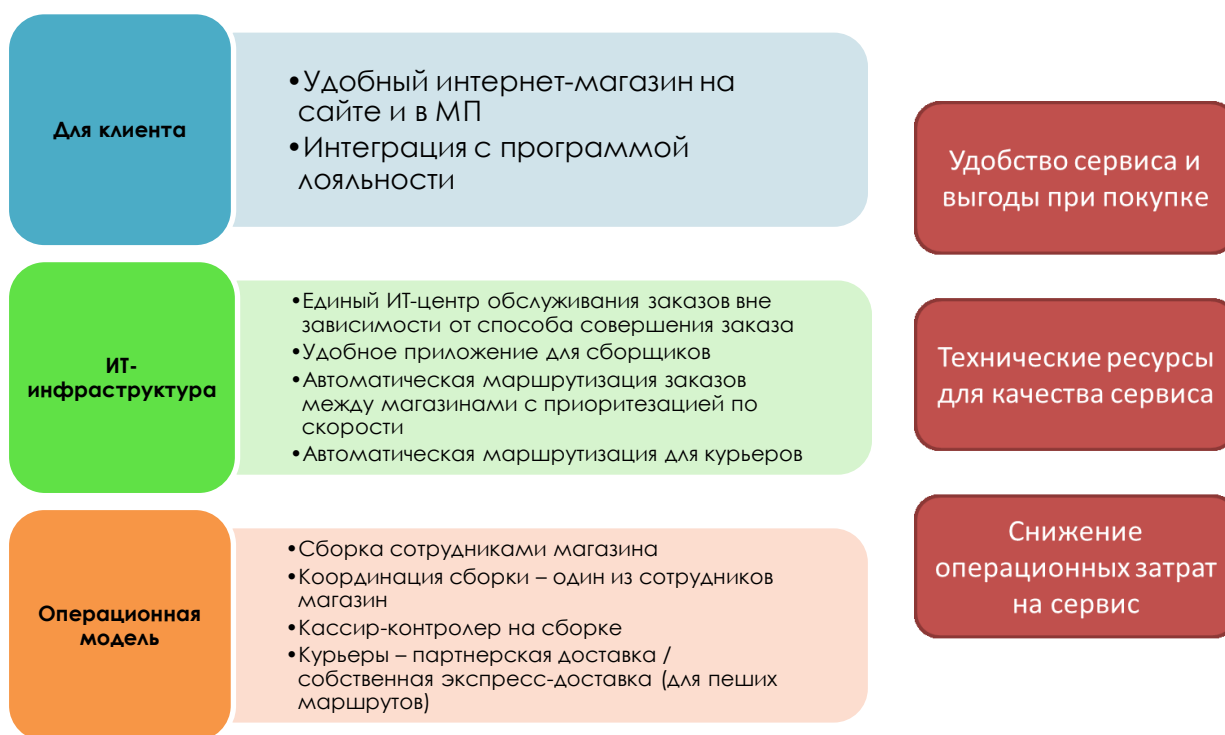 Для клиента
•Удобный интернет-магазин на
сайте и в МП
•Интеграция с программой
лояльности
Удобство сервиса и
выгоды при покупке
ИТ-
инфраструктура
•Единый ИТ-центр обслуживания заказов вне
зависимости от способа совершения заказа
•Удобное приложение для сборщиков
•Автоматическая маршрутизация заказов
между магазинами с приоритезацией по
скорости
•Автоматическая маршрутизация для курьеров
Технические ресурсы
для качества сервиса
Операционная
модель
•Сборка сотрудниками магазина
•Координация сборки – один из сотрудников
магазин
•Кассир-контролер на сборке
•Курьеры – партнерская доставка /
собственная экспресс-доставка (для пеших
маршрутов)
Снижение
операционных затрат
на сервис